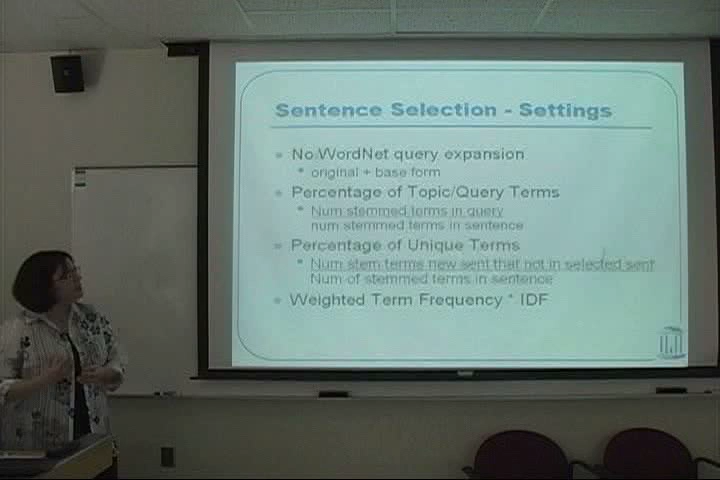 Sentence Selection - Settings
No WordNet query expansion
original + base form
Percentage of Topic/Query Terms
Num stemmed terms in query
num stemmed terms in sentence
Percentage of Unique Terms
Num stem terms new sent that not in selected sent
Num of stemmed terms in sentence
Weighted Term Frequency * IDF